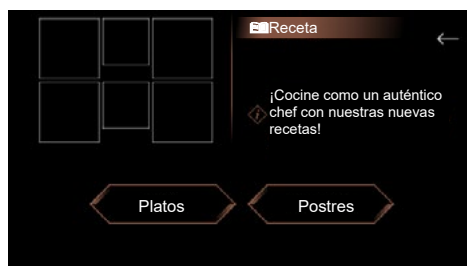 Receta
¡Cocine como un auténtico
chef con nuestras nuevas
recetas!
Platos
Postres